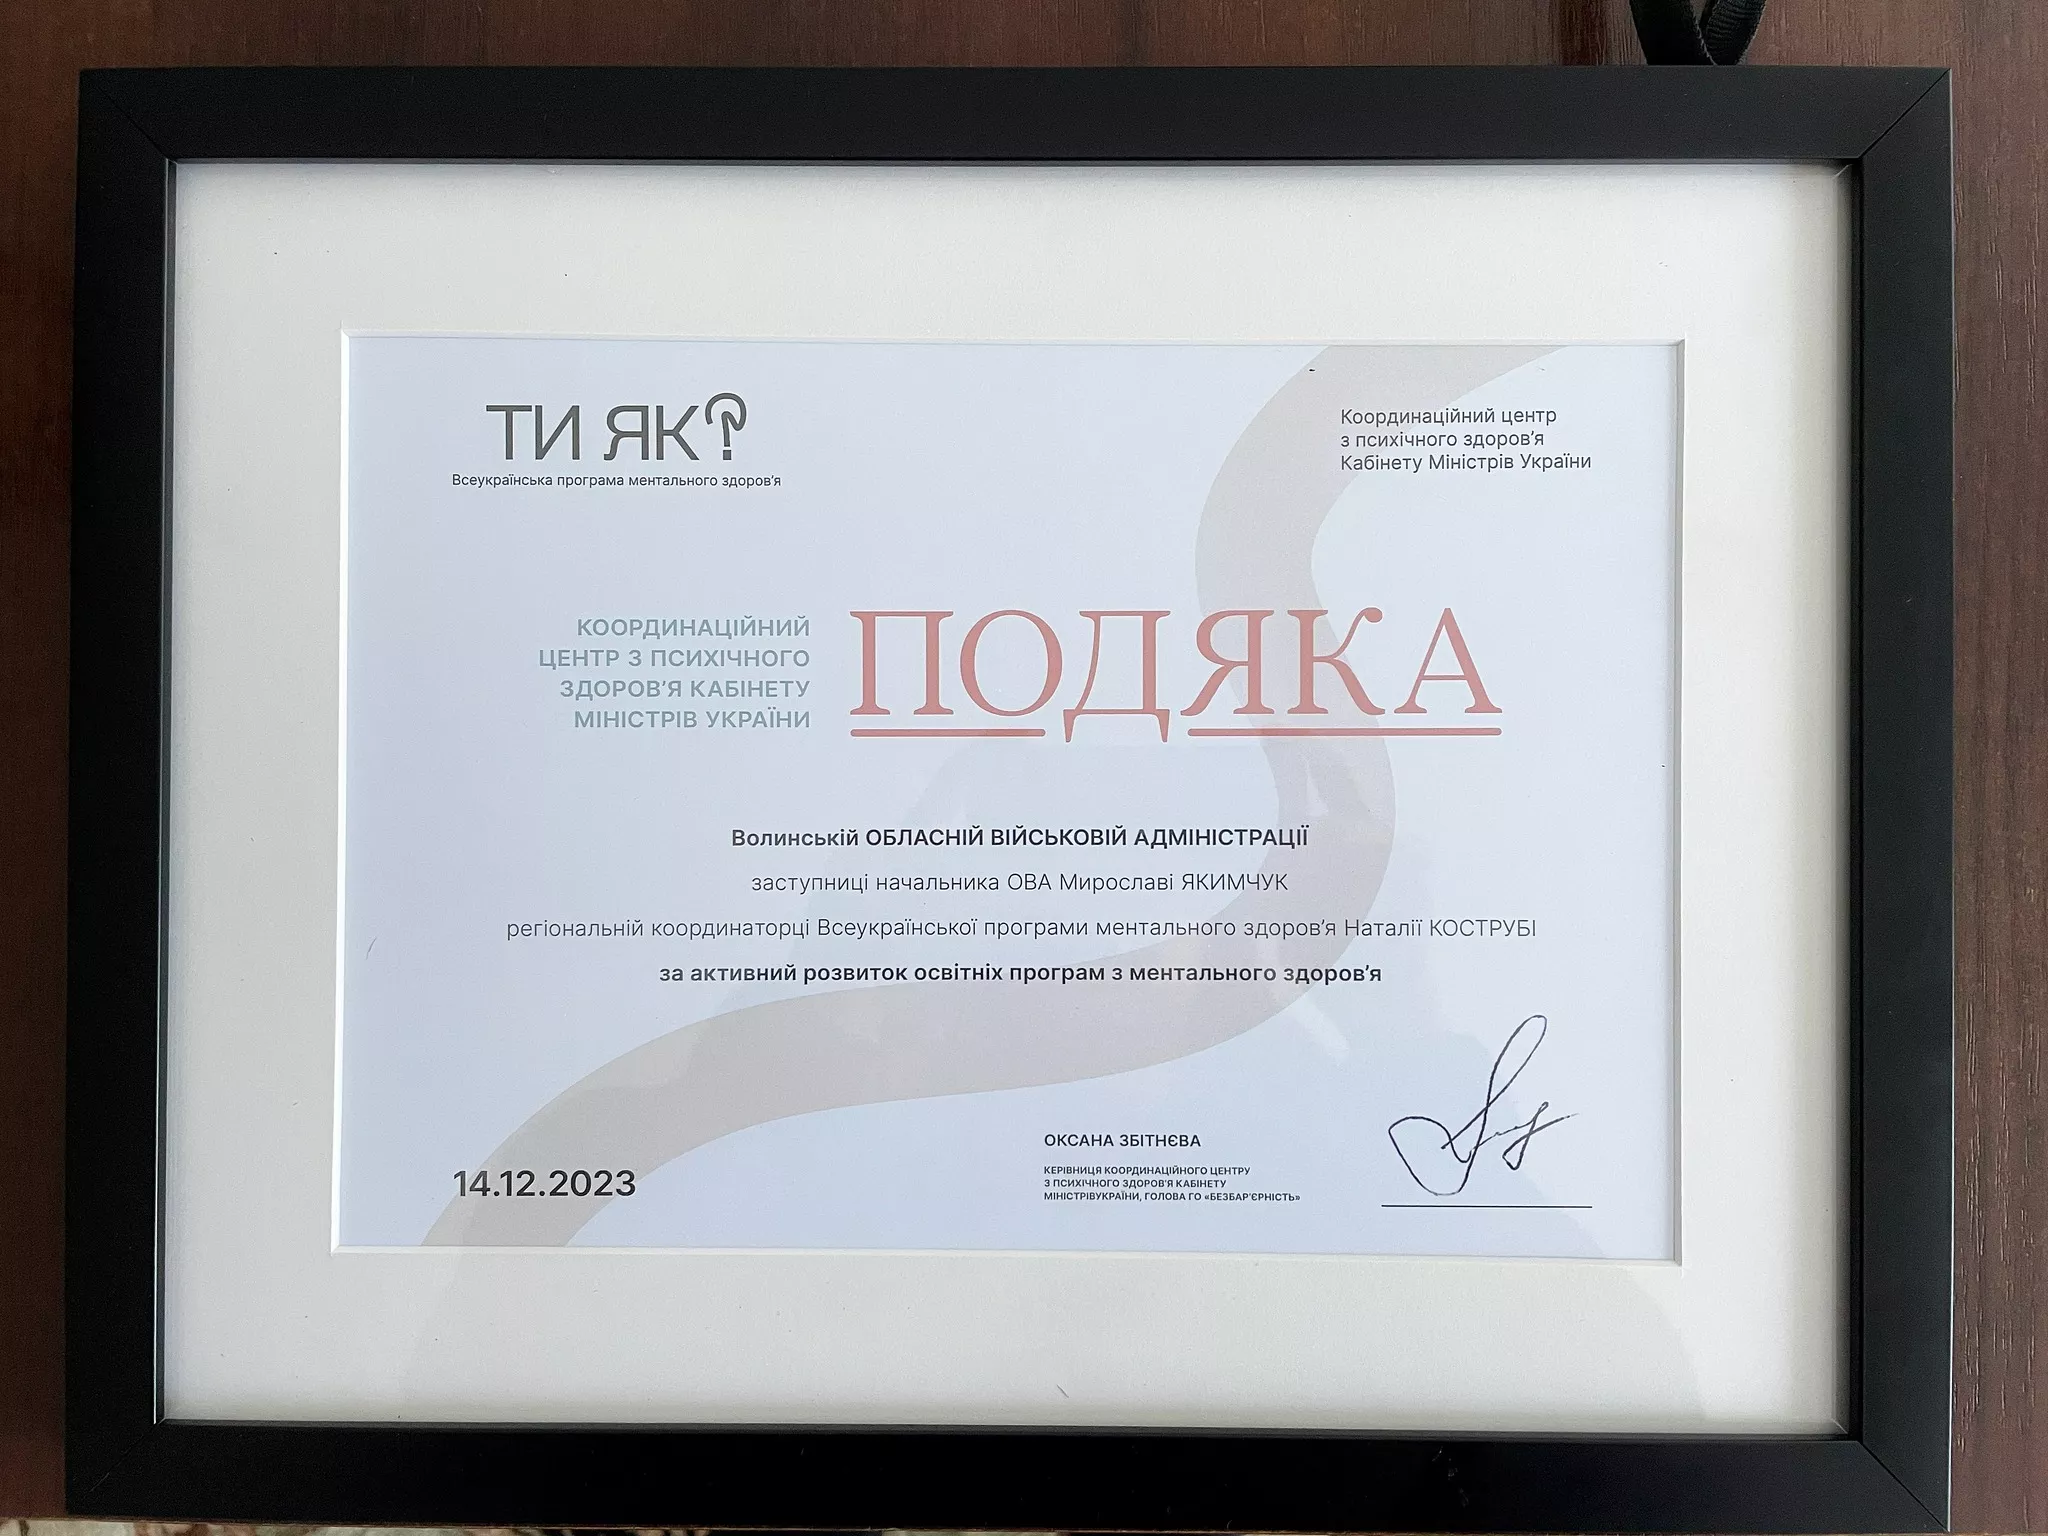 ТИ ЯК?
Всеукраїнська програма ментального здоров'я
Координаційний центр
з психічного здоров'я
Кабінету Міністрів України
КООРДИНАЦІЙНИЙ
ЦЕНТР З ПСИХІЧНОГО
ЗДОРОВ'Я КАБІНЕТУ
МІНІСТРІВ УКРАЇНИ
ПОДЯКА
Волинській ОБЛАСНІЙ ВІЙСЬКОВІЙ АДМІНІСТРАЦІЇ
заступниці начальника ОВА Мирославі ЯКИМЧУК
регіональній координаторці Всеукраїнської програми ментального здоров'я Наталії КОСТРУБІ
за активний розвиток освітніх програм з ментального здоров'я
14.12.2023
ОКСАНА ЗБІТНЄВА
КЕРІВНИЦЯ КООРДИНАЦІЙНОГО ЦЕНТРУ
З ПСИХІЧНОГО ЗДОРОВ'Я КАБІНЕТУ
МІНІСТРІВУКРАЇНИ, ГОЛОВА ГО «БЕЗБАР'ЄРНІСТЬ»